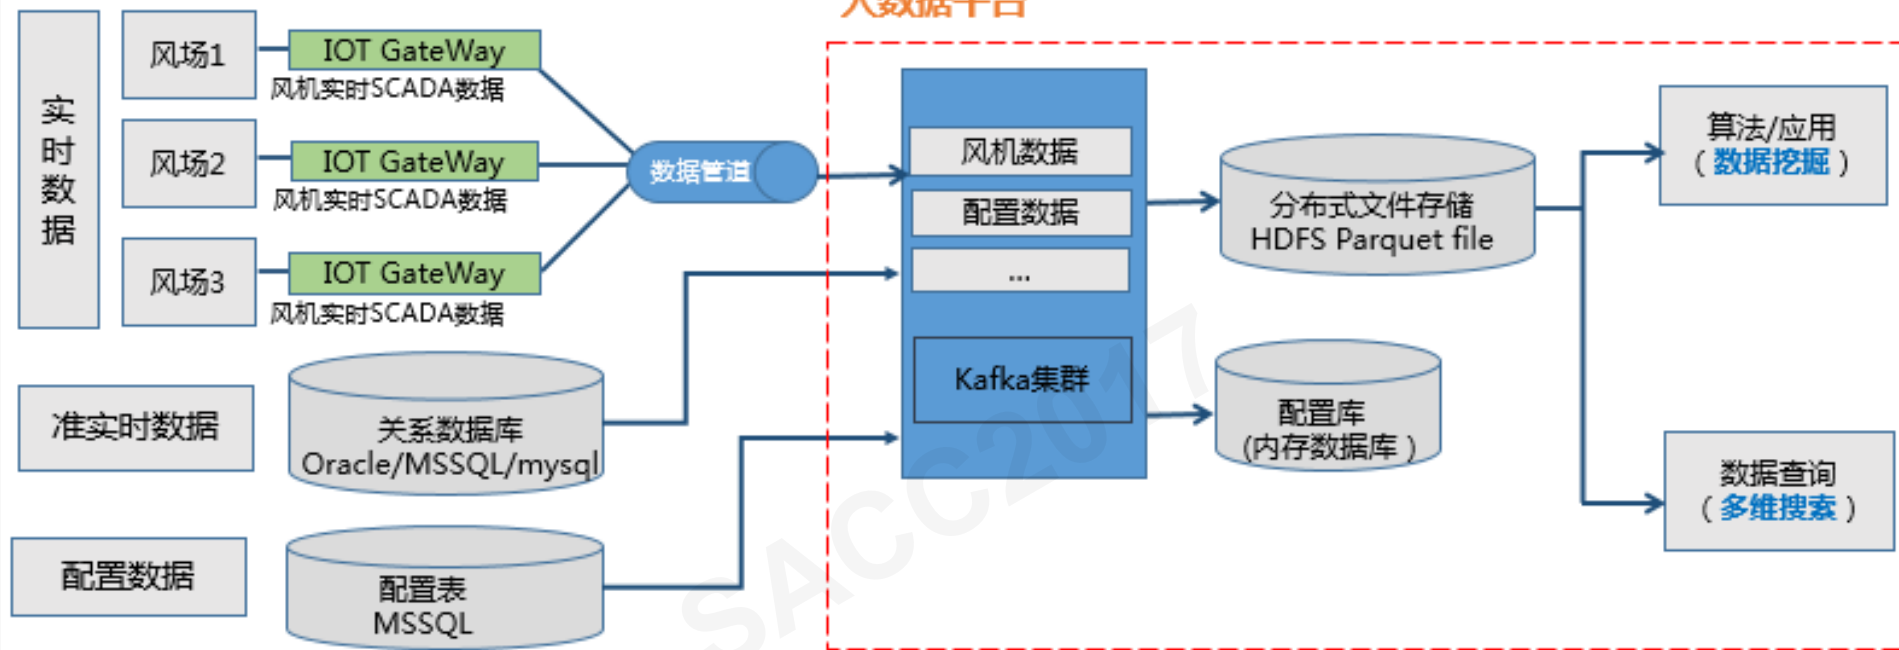 大数据平台
实时数据
风场1
IOT GateWay
风机实时SCADA数据
风场2
IOT GateWay
风机实时SCADA数据
风场3
IOT GateWay
风机实时SCADA数据
数据管道
准实时数据
关系数据库
Oracle/MSSQL/mysql
配置数据
配置表
MSSQL
风机数据
配置数据
...
Kafka集群
分布式文件存储
HDFS Parquet file
配置库
(内存数据库）
算法/应用
（数据挖掘）
数据查询
（多维搜索）
SACC2017